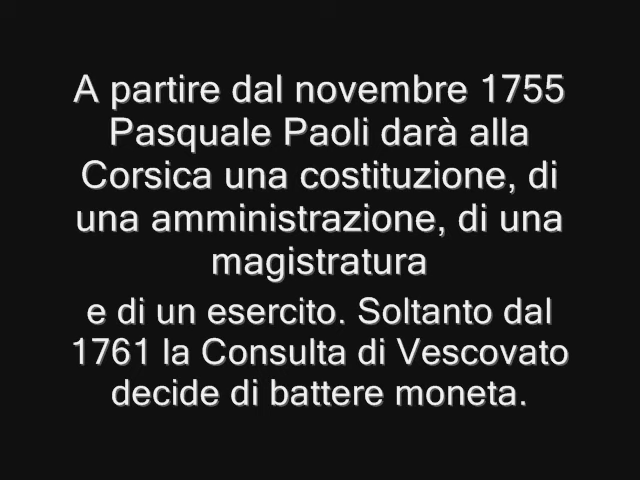 A partire dal novembre 1755
Pasquale Paoli darà alla
Corsica una costituzione, di
una amministrazione, di una
magistratura
e di un esercito. Soltanto dal
1761 la Consulta di Vescovato
decide di battere moneta.